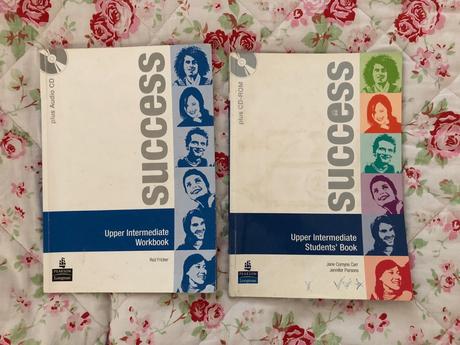 plus Audio CD
success
Upper Intermediate
Workbook
Rod Fricker
PEARSON
Longman
plus CD-ROM
success
Upper Intermediate
Students' Book
Jane Comyns Carr
Jennifer Parsons
PEARSON
Longman